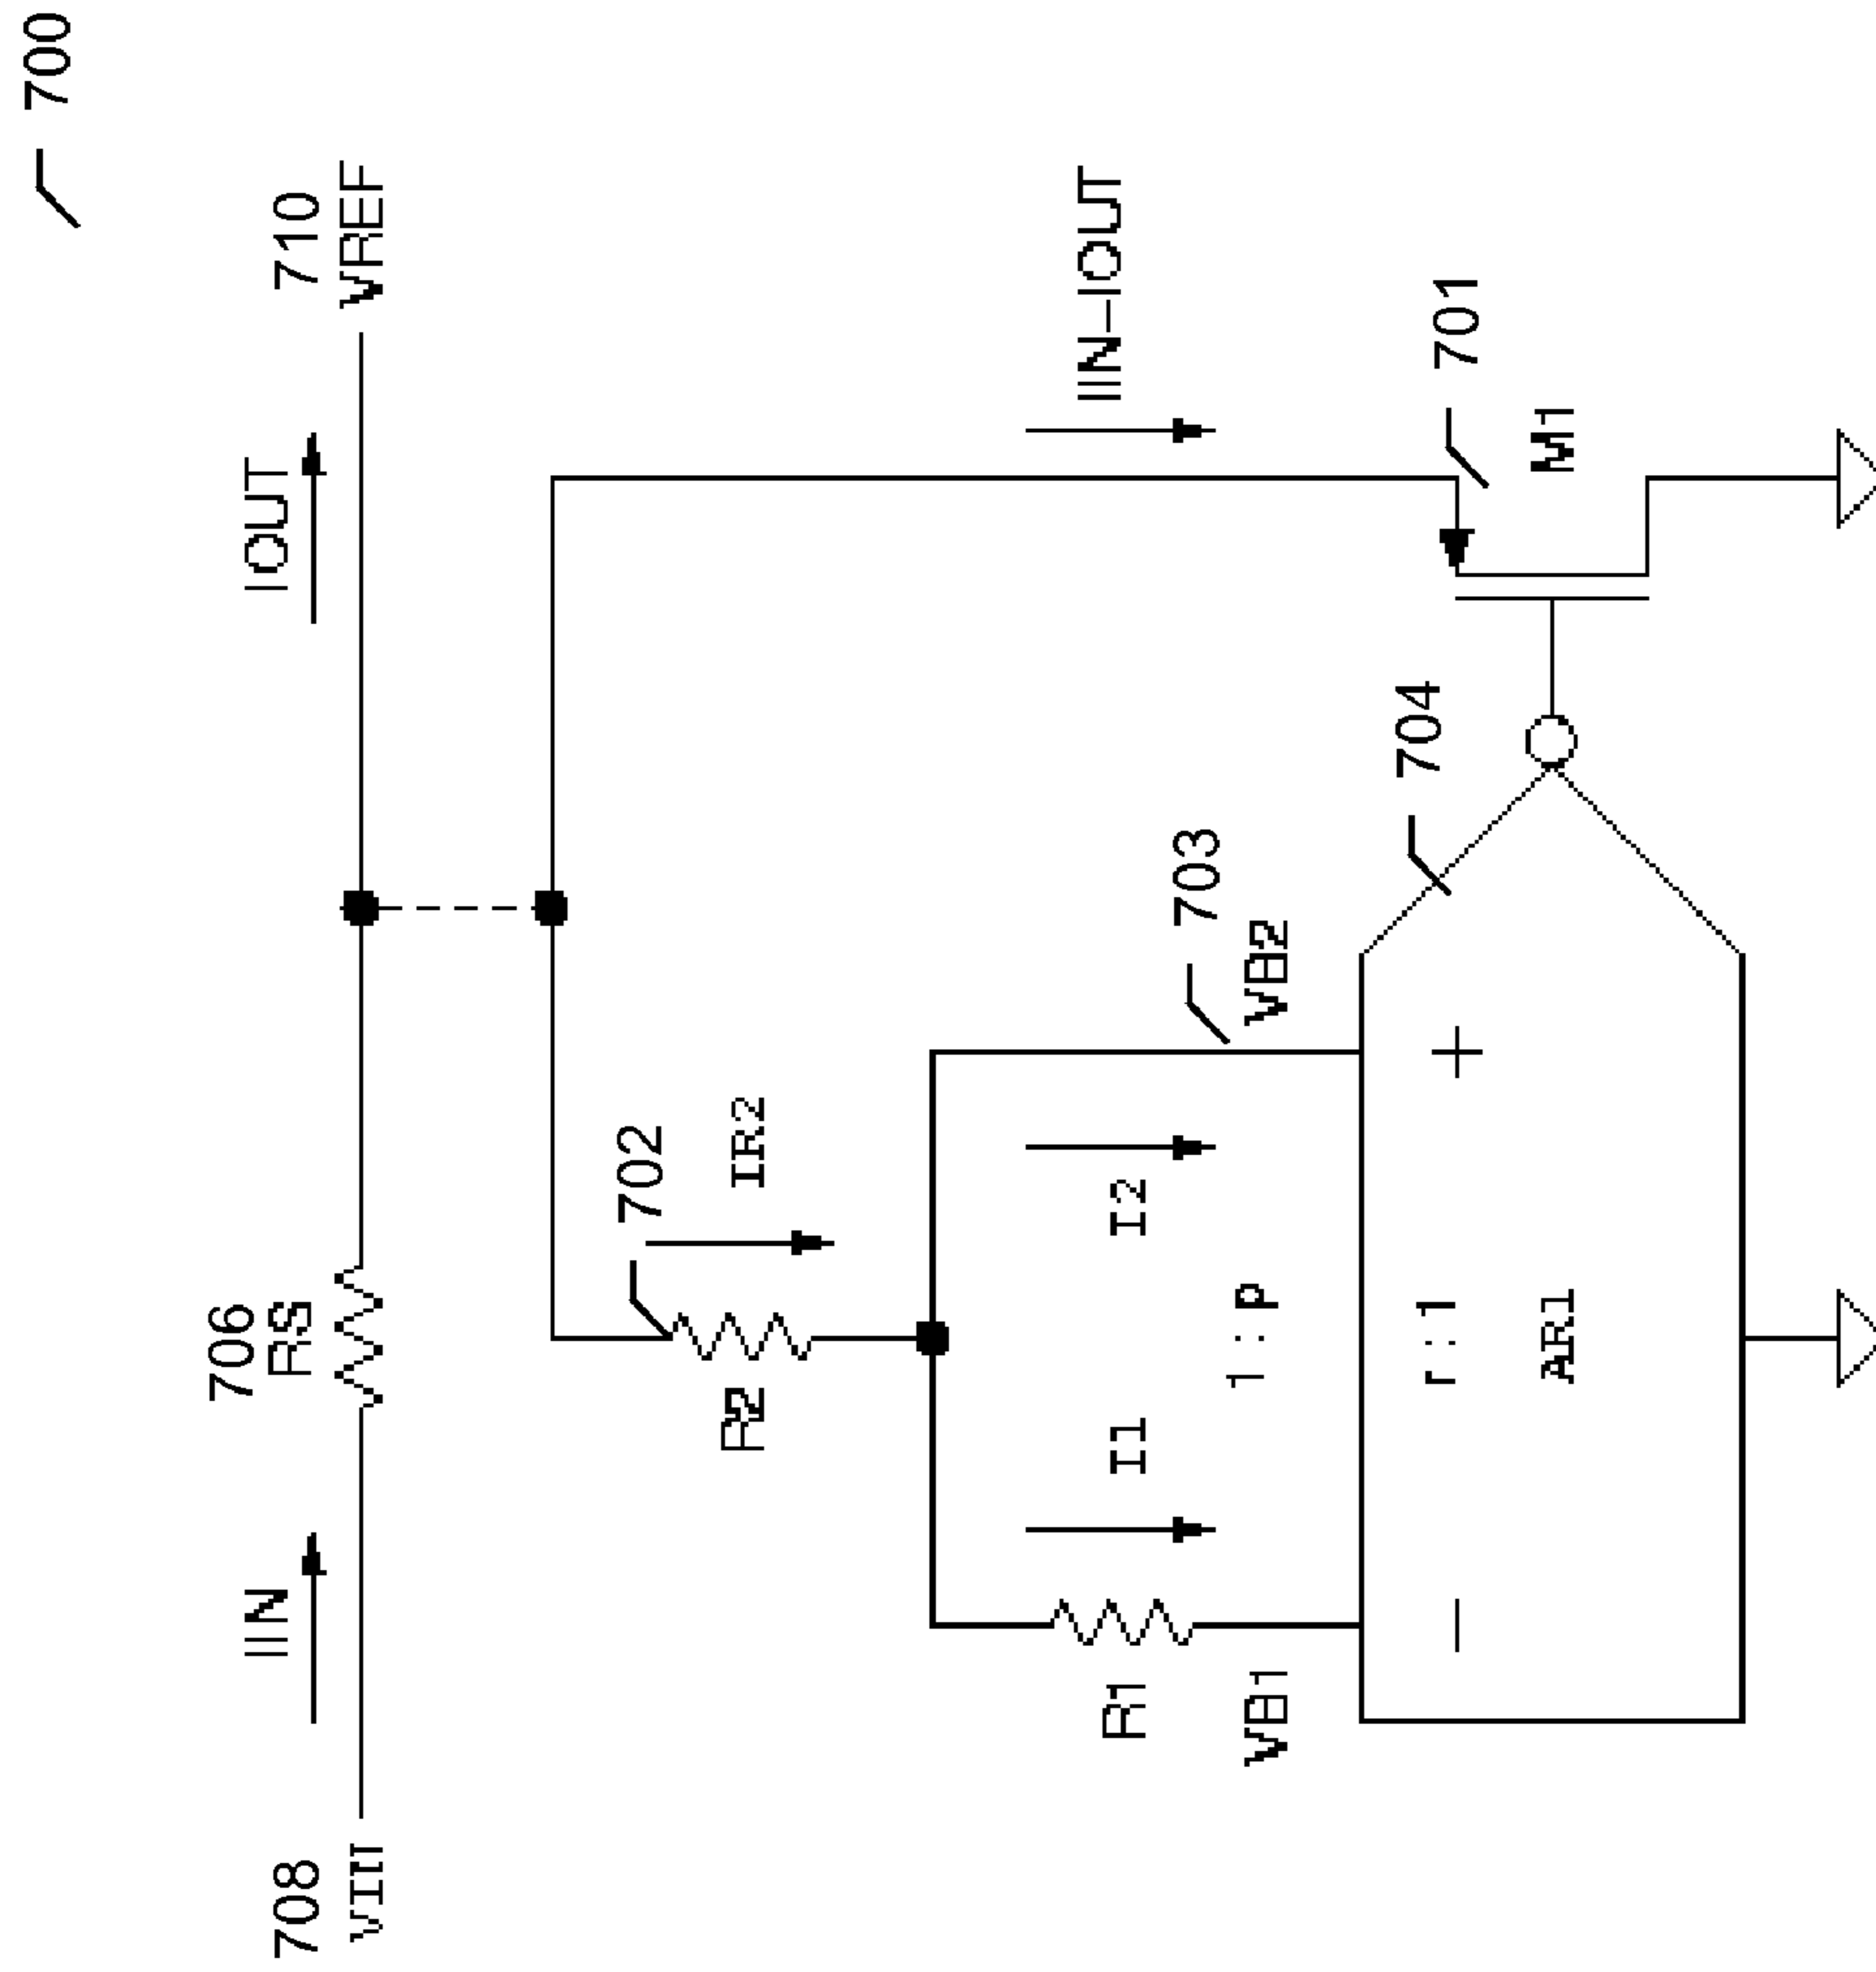 700
708
VIN
IIN
706
RS
IOUT
710
VREF
702
R2
IR2
IIN–IOUT
R1
I1
I2
703
VB1
1:p
VB2
704
701
–
r:1
+
AR1
M1